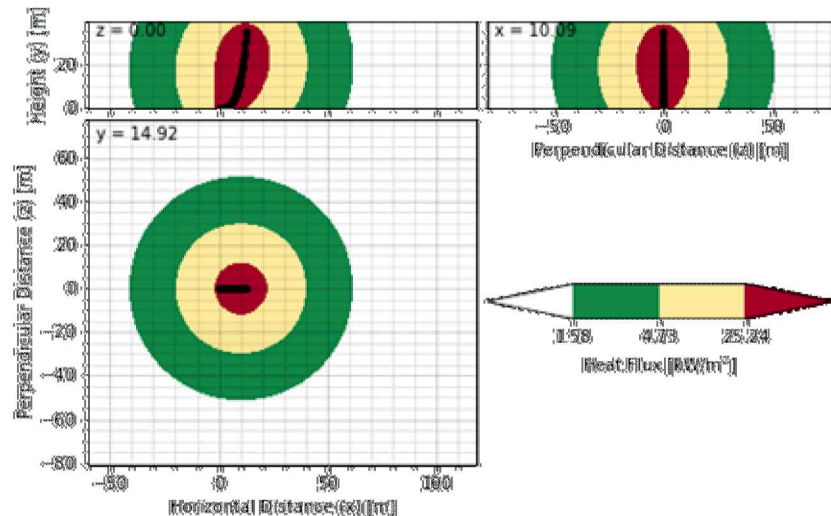 Height (y) [m]
20
0
z = 0.00
x = 10.09
−50 0 50
Perpendicular Distance (z) [m]
y = 14.92
Perpendicular Distance (z) [m]
60
40
20
0
−20
−40
−60
−80
−50 0 50 100
Horizontal Distance (x) [m]
4.73 25.24
Heat Flux [kW/m²]